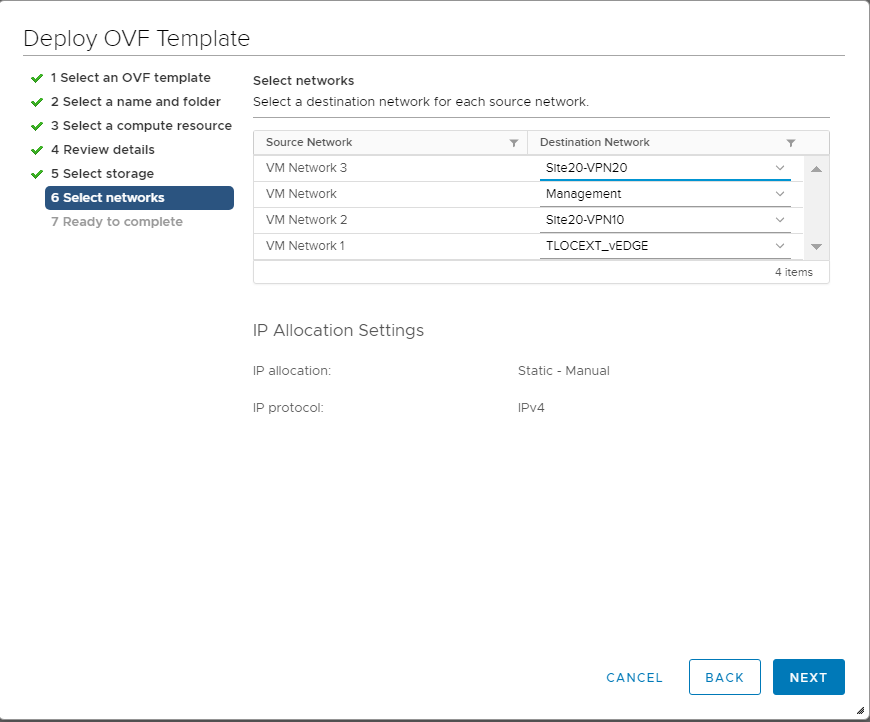 Deploy OVF Template
1 Select an OVF template
2 Select a name and folder
3 Select a compute resource
4 Review details
5 Select storage
6 Select networks
7 Ready to complete
Select networks
Select a destination network for each source network.
Source Network Destination Network
VM Network 3 Site20-VPN20
VM Network Management
VM Network 2 Site20-VPN10
VM Network 1 TLOCEXT_vEDGE
4 items
IP Allocation Settings
IP allocation: Static - Manual
IP protocol: IPv4
CANCEL BACK NEXT